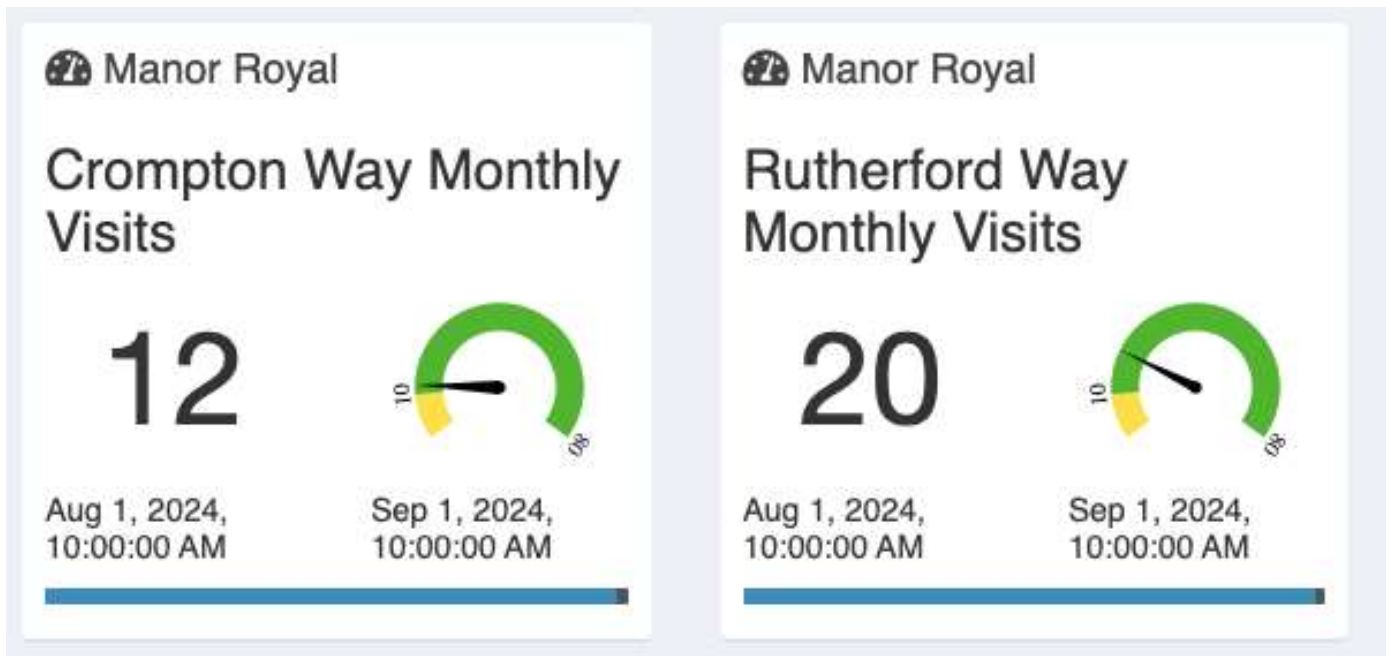 Manor Royal
Crompton Way Monthly
Visits
12
10
80
Aug 1, 2024,
10:00:00 AM
Sep 1, 2024,
10:00:00 AM
Manor Royal
Rutherford Way
Monthly Visits
20
10
80
Aug 1, 2024,
10:00:00 AM
Sep 1, 2024,
10:00:00 AM